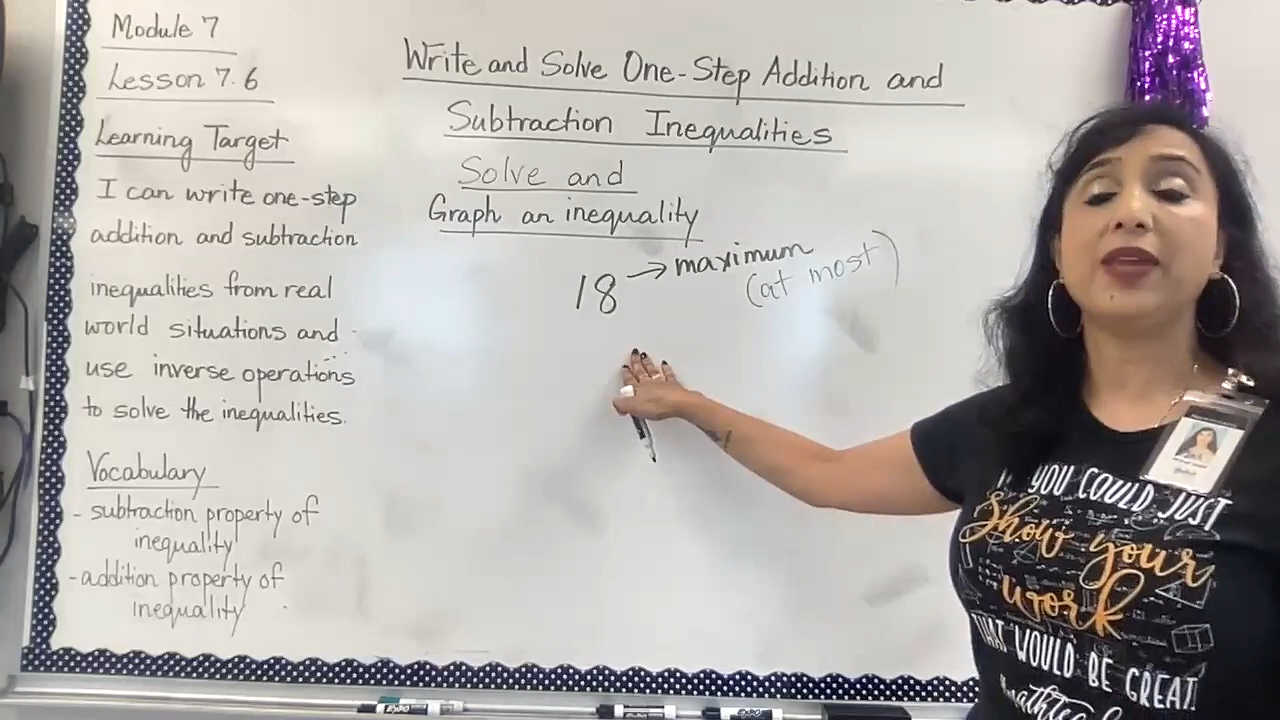 Module 7
Lesson 7.6
Learning Target
I can write one-step
addition and subtraction
inequalities from real
world situations and
use inverse operations
to solve the inequalities.
Vocabulary
- subtraction property of
inequality
- addition property of
inequality
Write and Solve One-Step Addition and
Subtraction Inequalities
Solve and
Graph an inequality
18 → maximum
(at most)
YOU COULD JUST
Show your
work
THAT WOULD BE GREAT
EXPO
EXPO
EXPO